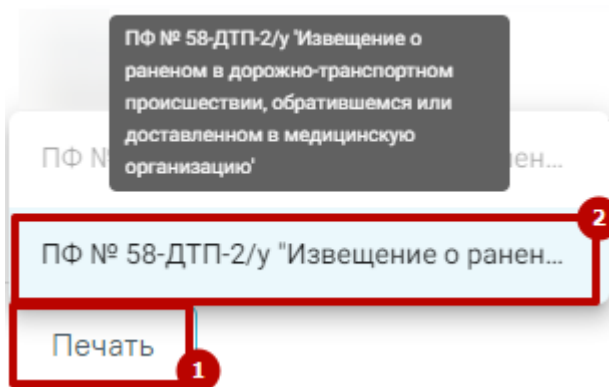 ПФ № 58-ДТП-2/у 'Извещение о
раненом в дорожно-транспортном
происшествии, обратившемся или
доставленном в медицинскую
организацию'
ПФ № ен...
ПФ № 58-ДТП-2/у "Извещение о ранен...
2
Печать
1